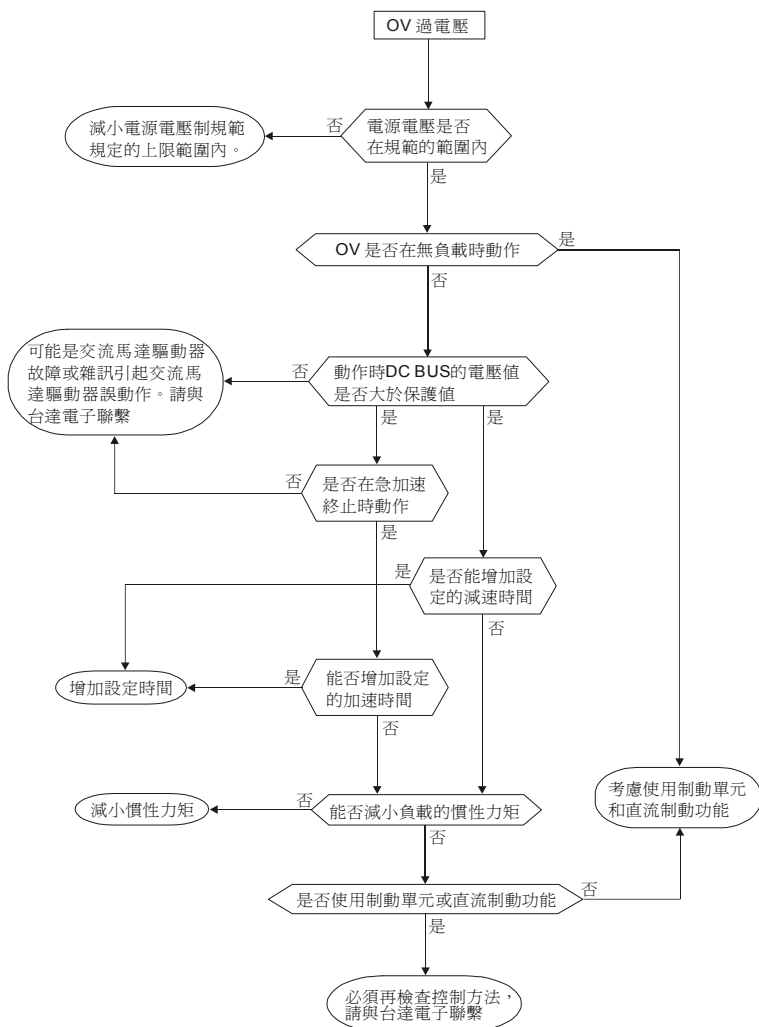 OV 過電壓
否
減小電源電壓制規範
規定的上限範圍內。
電源電壓是否
在規範的範圍內
是
OV 是否在無負載時動作
是
否
可能是交流馬達驅動器
故障或雜訊引起交流馬
達驅動器誤動作。請與
台達電子聯繫
否
動作時DC BUS的電壓值
是否大於保護值
是
是
否
是否在急加速
終止時動作
是
是
是否能增加設
定的減速時間
否
增加設定時間
是
能否增加設定
的加速時間
否
減小慣性力矩
否
能否減小負載的慣性力矩
考慮使用制動單元
和直流制動功能
否
是否使用制動單元或直流制動功能
否
是
必須再檢查控制方法，
請與台達電子聯繫